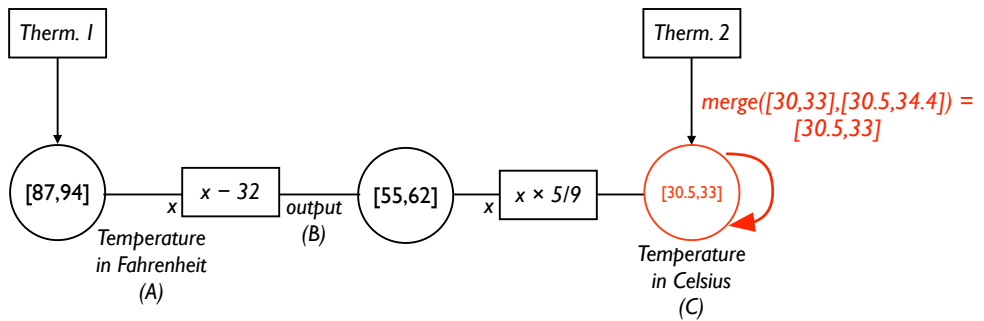 Therm. 1
Therm. 2
merge([30,33],[30.5,34.4]) =
[30.5,33]
[87,94]
x
x − 32
output
(B)
[55,62]
x
x × 5/9
[30.5,33]
Temperature
in Fahrenheit
(A)
Temperature
in Celsius
(C)